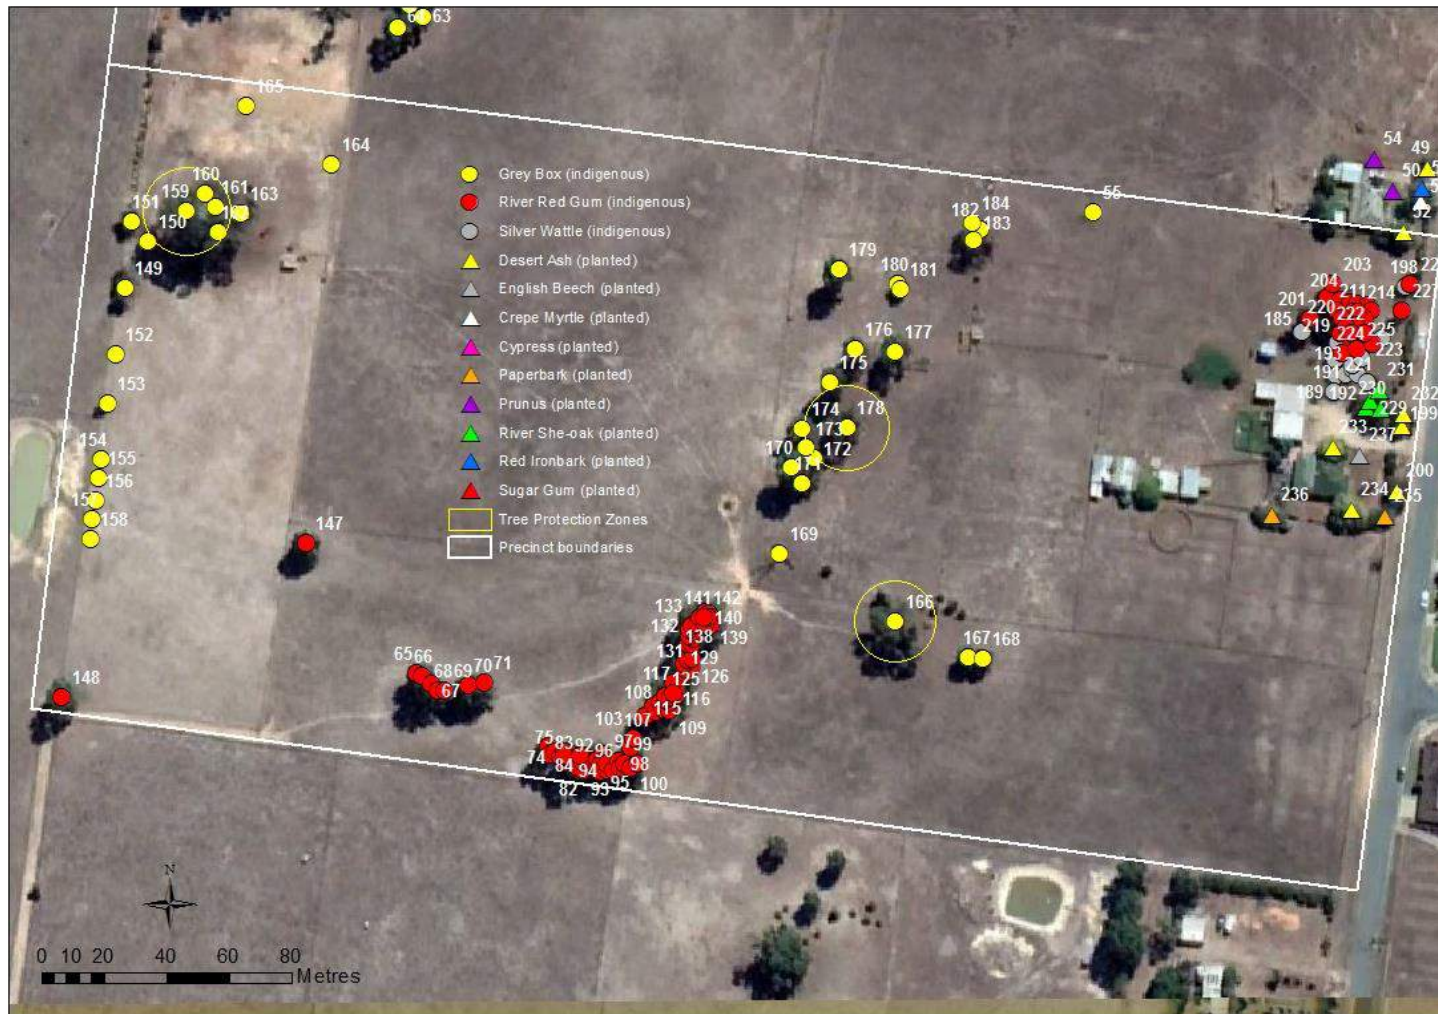 61 63
165
54
49
164
50
52
160
159 161 163
151
150
55
184
182
183
149
179
180 181
203
198
204
211 214
201
220 222
185 219
224 225
223
193
221
231
191
189 192 230
232
229
199
233 237
176 177
175
152
153
174 178
173
170 172
171
154
155
156
158
200
236 234
235
147
169
141 142
133 140
132 138 139
131 129
166
167 168
65 66
68 69 70 71
67
117 125 126
108 116
115
103 107 109
148
75 83 92 97 99
74 96
84 94 98
95
82 93 100
Grey Box (indigenous)
River Red Gum (indigenous)
Silver Wattle (indigenous)
Desert Ash (planted)
English Beech (planted)
Crepe Myrtle (planted)
Cypress (planted)
Paperbark (planted)
Prunus (planted)
River She-oak (planted)
Red Ironbark (planted)
Sugar Gum (planted)
Tree Protection Zones
Precinct boundaries
N
0 10 20 40 60 80
Metres